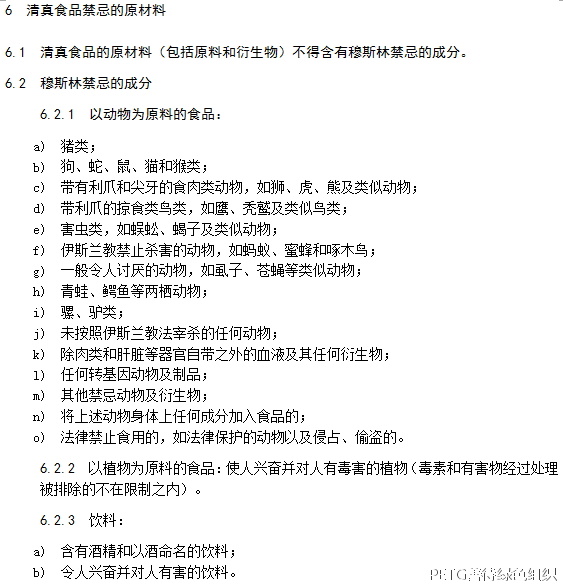 6 清真食品禁忌的原材料
6.1 清真食品的原材料（包括原料和衍生物）不得含有穆斯林禁忌的成分。
6.2 穆斯林禁忌的成分
6.2.1 以动物为原料的食品：
a) 猪类；
b) 狗、蛇、鼠、猫和猴类；
c) 带有利爪和尖牙的食肉类动物，如狮、虎、熊及类似动物；
d) 带利爪的掠食类鸟类，如鹰、秃鹫及类似鸟类；
e) 害虫类，如蜈蚣、蝎子及类似动物；
f) 伊斯兰教禁止杀害的动物，如蚂蚁、蜜蜂和啄木鸟；
g) 一般令人讨厌的动物，如虱子、苍蝇等类似动物；
h) 青蛙、鳄鱼等两栖动物；
i) 骡、驴类；
j) 未按照伊斯兰教法宰杀的任何动物；
k) 除肉类和肝脏等器官自带之外的血液及其任何衍生物；
l) 任何转基因动物及制品；
m) 其他禁忌动物及衍生物；
n) 将上述动物身体上任何成分加入食品的；
o) 法律禁止食用的，如法律保护的动物以及侵占、偷盗的。
6.2.2 以植物为原料的食品：使人兴奋并对人有毒害的植物（毒素和有害物经过处理
被排除的不在限制之内）。
6.2.3 饮料：
a) 含有酒精和以酒命名的饮料；
b) 令人兴奋并对人有害的饮料。